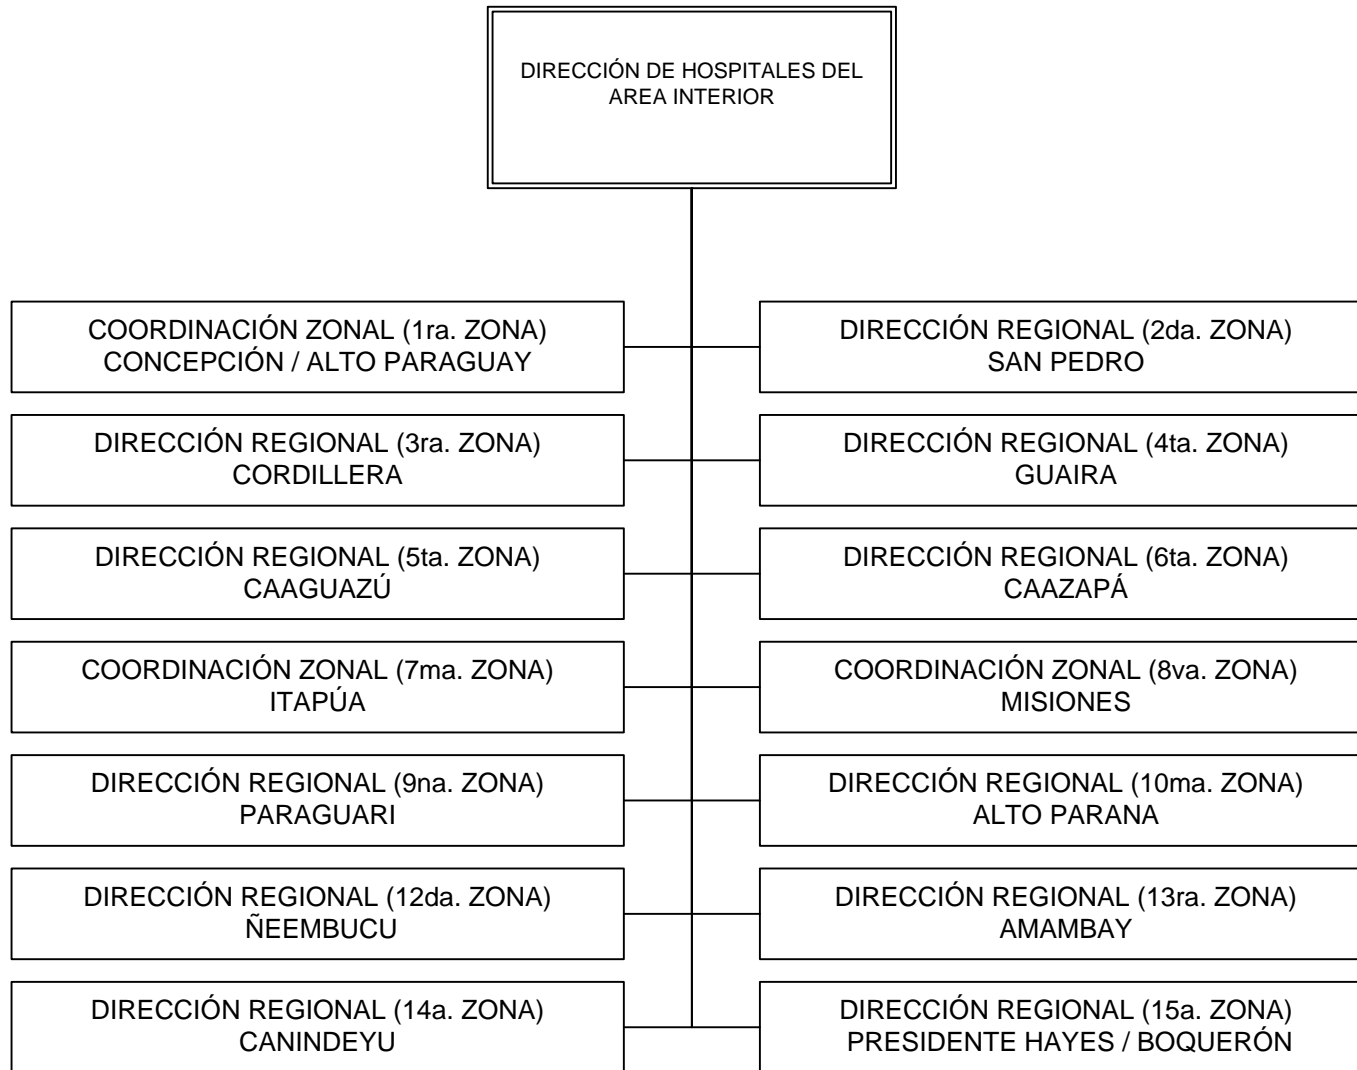 DIRECCIÓN DE HOSPITALES DEL
AREA INTERIOR
COORDINACIÓN ZONAL (1ra. ZONA)
CONCEPCIÓN / ALTO PARAGUAY
DIRECCIÓN REGIONAL (2da. ZONA)
SAN PEDRO
DIRECCIÓN REGIONAL (3ra. ZONA)
CORDILLERA
DIRECCIÓN REGIONAL (4ta. ZONA)
GUAIRA
DIRECCIÓN REGIONAL (5ta. ZONA)
CAAGUAZÚ
DIRECCIÓN REGIONAL (6ta. ZONA)
CAAZAPÁ
COORDINACIÓN ZONAL (7ma. ZONA)
ITAPÚA
COORDINACIÓN ZONAL (8va. ZONA)
MISIONES
DIRECCIÓN REGIONAL (9na. ZONA)
PARAGUARI
DIRECCIÓN REGIONAL (10ma. ZONA)
ALTO PARANA
DIRECCIÓN REGIONAL (12da. ZONA)
ÑEEMBUCU
DIRECCIÓN REGIONAL (13ra. ZONA)
AMAMBAY
DIRECCIÓN REGIONAL (14a. ZONA)
CANINDEYU
DIRECCIÓN REGIONAL (15a. ZONA)
PRESIDENTE HAYES / BOQUERÓN